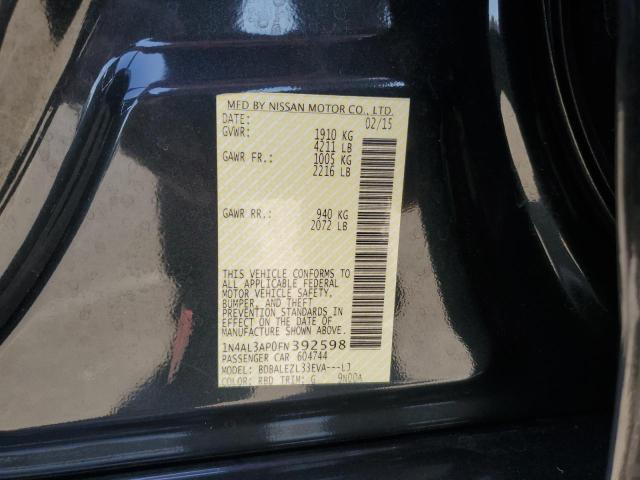 MFD BY NISSAN MOTOR CO., LTD.
DATE: 02/15
GVWR: 1910 KG
4211 LB
GAWR FR.: 1005 KG
2216 LB
GAWR RR.: 940 KG
2072 LB
THIS VEHICLE CONFORMS TO
ALL APPLICABLE FEDERAL
MOTOR VEHICLE SAFETY,
BUMPER, AND THEFT
PREVENTION STANDARDS IN
EFFECT ON THE DATE OF
MANUFACTURE SHOWN ABOVE.
1N4AL3AP0FN392598
PASSENGER CAR 604744
MODEL: BDBALEZL33EVA---LJ
COLOR: RBD TRIM: G 9N00A